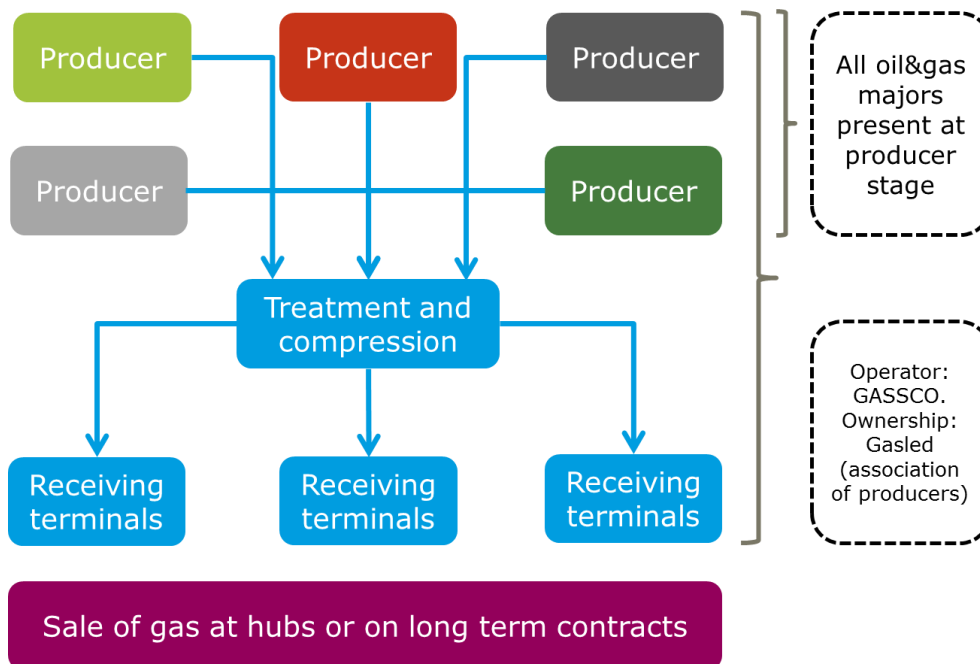 Producer
Producer
Producer
All oil&gas
majors
present at
producer
stage
Producer
Producer
Treatment and
compression
Operator:
GASSCO.
Ownership:
Gasled
(association
of producers)
Receiving
terminals
Receiving
terminals
Receiving
terminals
Sale of gas at hubs or on long term contracts